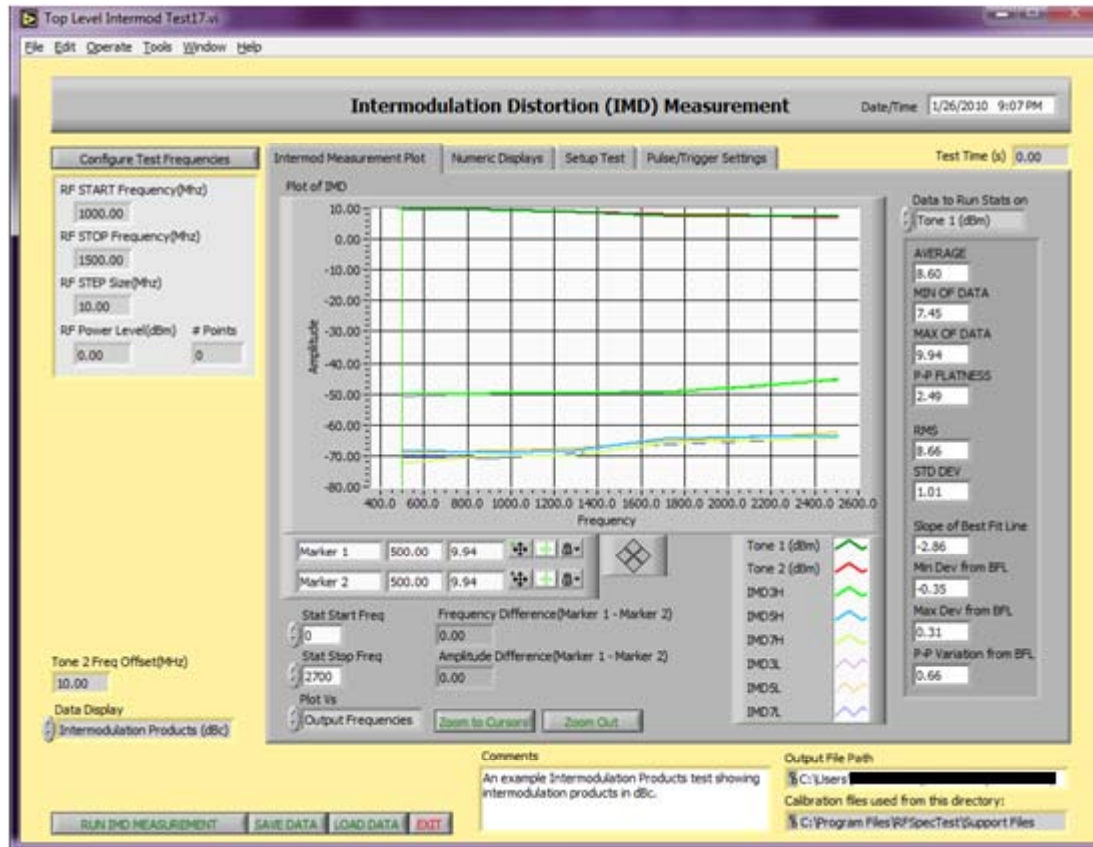 Top Level Intermod Test17.vi
File Edit Operate Tools Window Help
Intermodulation Distortion (IMD) Measurement
Date/Time 1/26/2010 9:07 PM
Configure Test Frequencies
Intermod Measurement Plot Numeric Displays Setup Test Pulse/Trigger Settings
Test Time (s) 0.00
RF START Frequency(Mhz)
1000.00
RF STOP Frequency(Mhz)
1500.00
RF STEP Size(Mhz)
10.00
RF Power Level(dBm) # Points
0.00 0
Plot of IMD
Amplitude
10.00
0.00
-10.00
-20.00
-30.00
-40.00
-50.00
-60.00
-70.00
-80.00
400.0 600.0 800.0 1000.0 1200.0 1400.0 1600.0 1800.0 2000.0 2200.0 2400.0 2600.0
Frequency
Data to Run Stats on
Tone 1 (dBm)
AVERAGE
8.60
MIN OF DATA
7.45
MAX OF DATA
9.94
P-P FLATNESS
2.49
RMS
8.66
STD DEV
1.01
Slope of Best Fit Line
-2.86
Min Dev from BFL
-0.35
Max Dev from BFL
0.31
P-P Variation from BFL
0.66
Marker 1 500.00 9.94
Marker 2 500.00 9.94
Tone 1 (dBm)
Tone 2 (dBm)
IMD3H
IMD5H
IMD7H
IMD3L
IMD5L
IMD7L
Stat Start Freq
0
Frequency Difference(Marker 1 - Marker 2)
0.00
Stat Stop Freq
2700
Amplitude Difference(Marker 1 - Marker 2)
0.00
Plot Vs
Output Frequencies
Zoom to Cursors Zoom Out
Tone 2 Freq Offset(MHz)
10.00
Data Display
Intermodulation Products (dBc)
Comments
An example Intermodulation Products test showing
intermodulation products in dBc.
Output File Path
C:\Users\
Calibration files used from this directory:
C:\Program Files\RFSpecTest\Support Files
RUN IMD MEASUREMENT SAVE DATA LOAD DATA EXIT